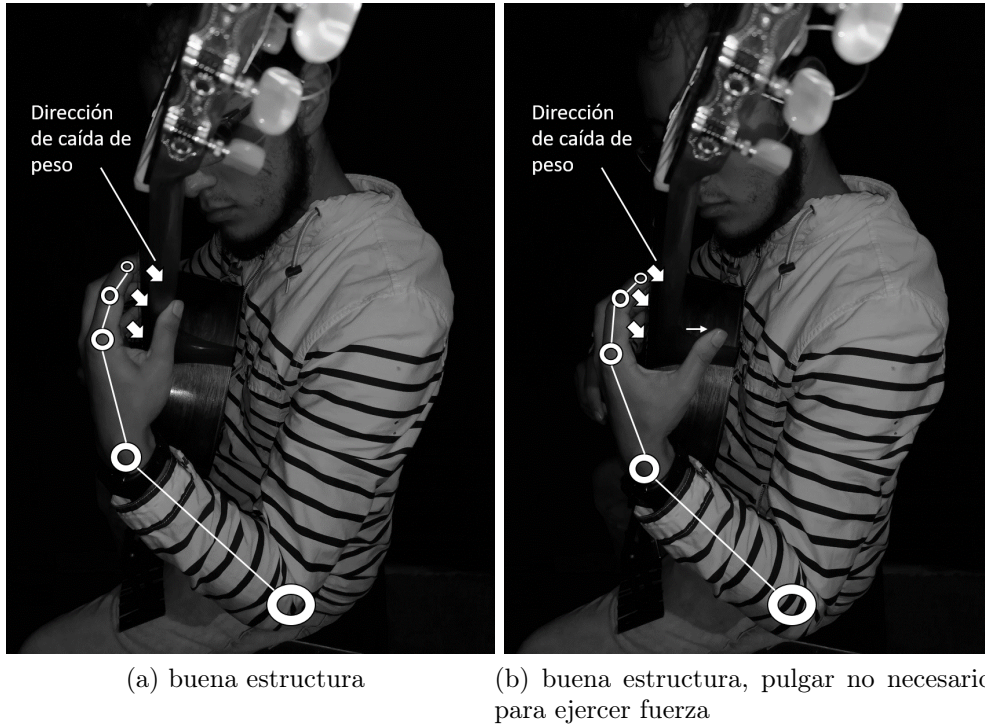 Dirección
de caída de
peso
Dirección
de caída de
peso
(a) buena estructura
(b) buena estructura, pulgar no necesario
para ejercer fuerza